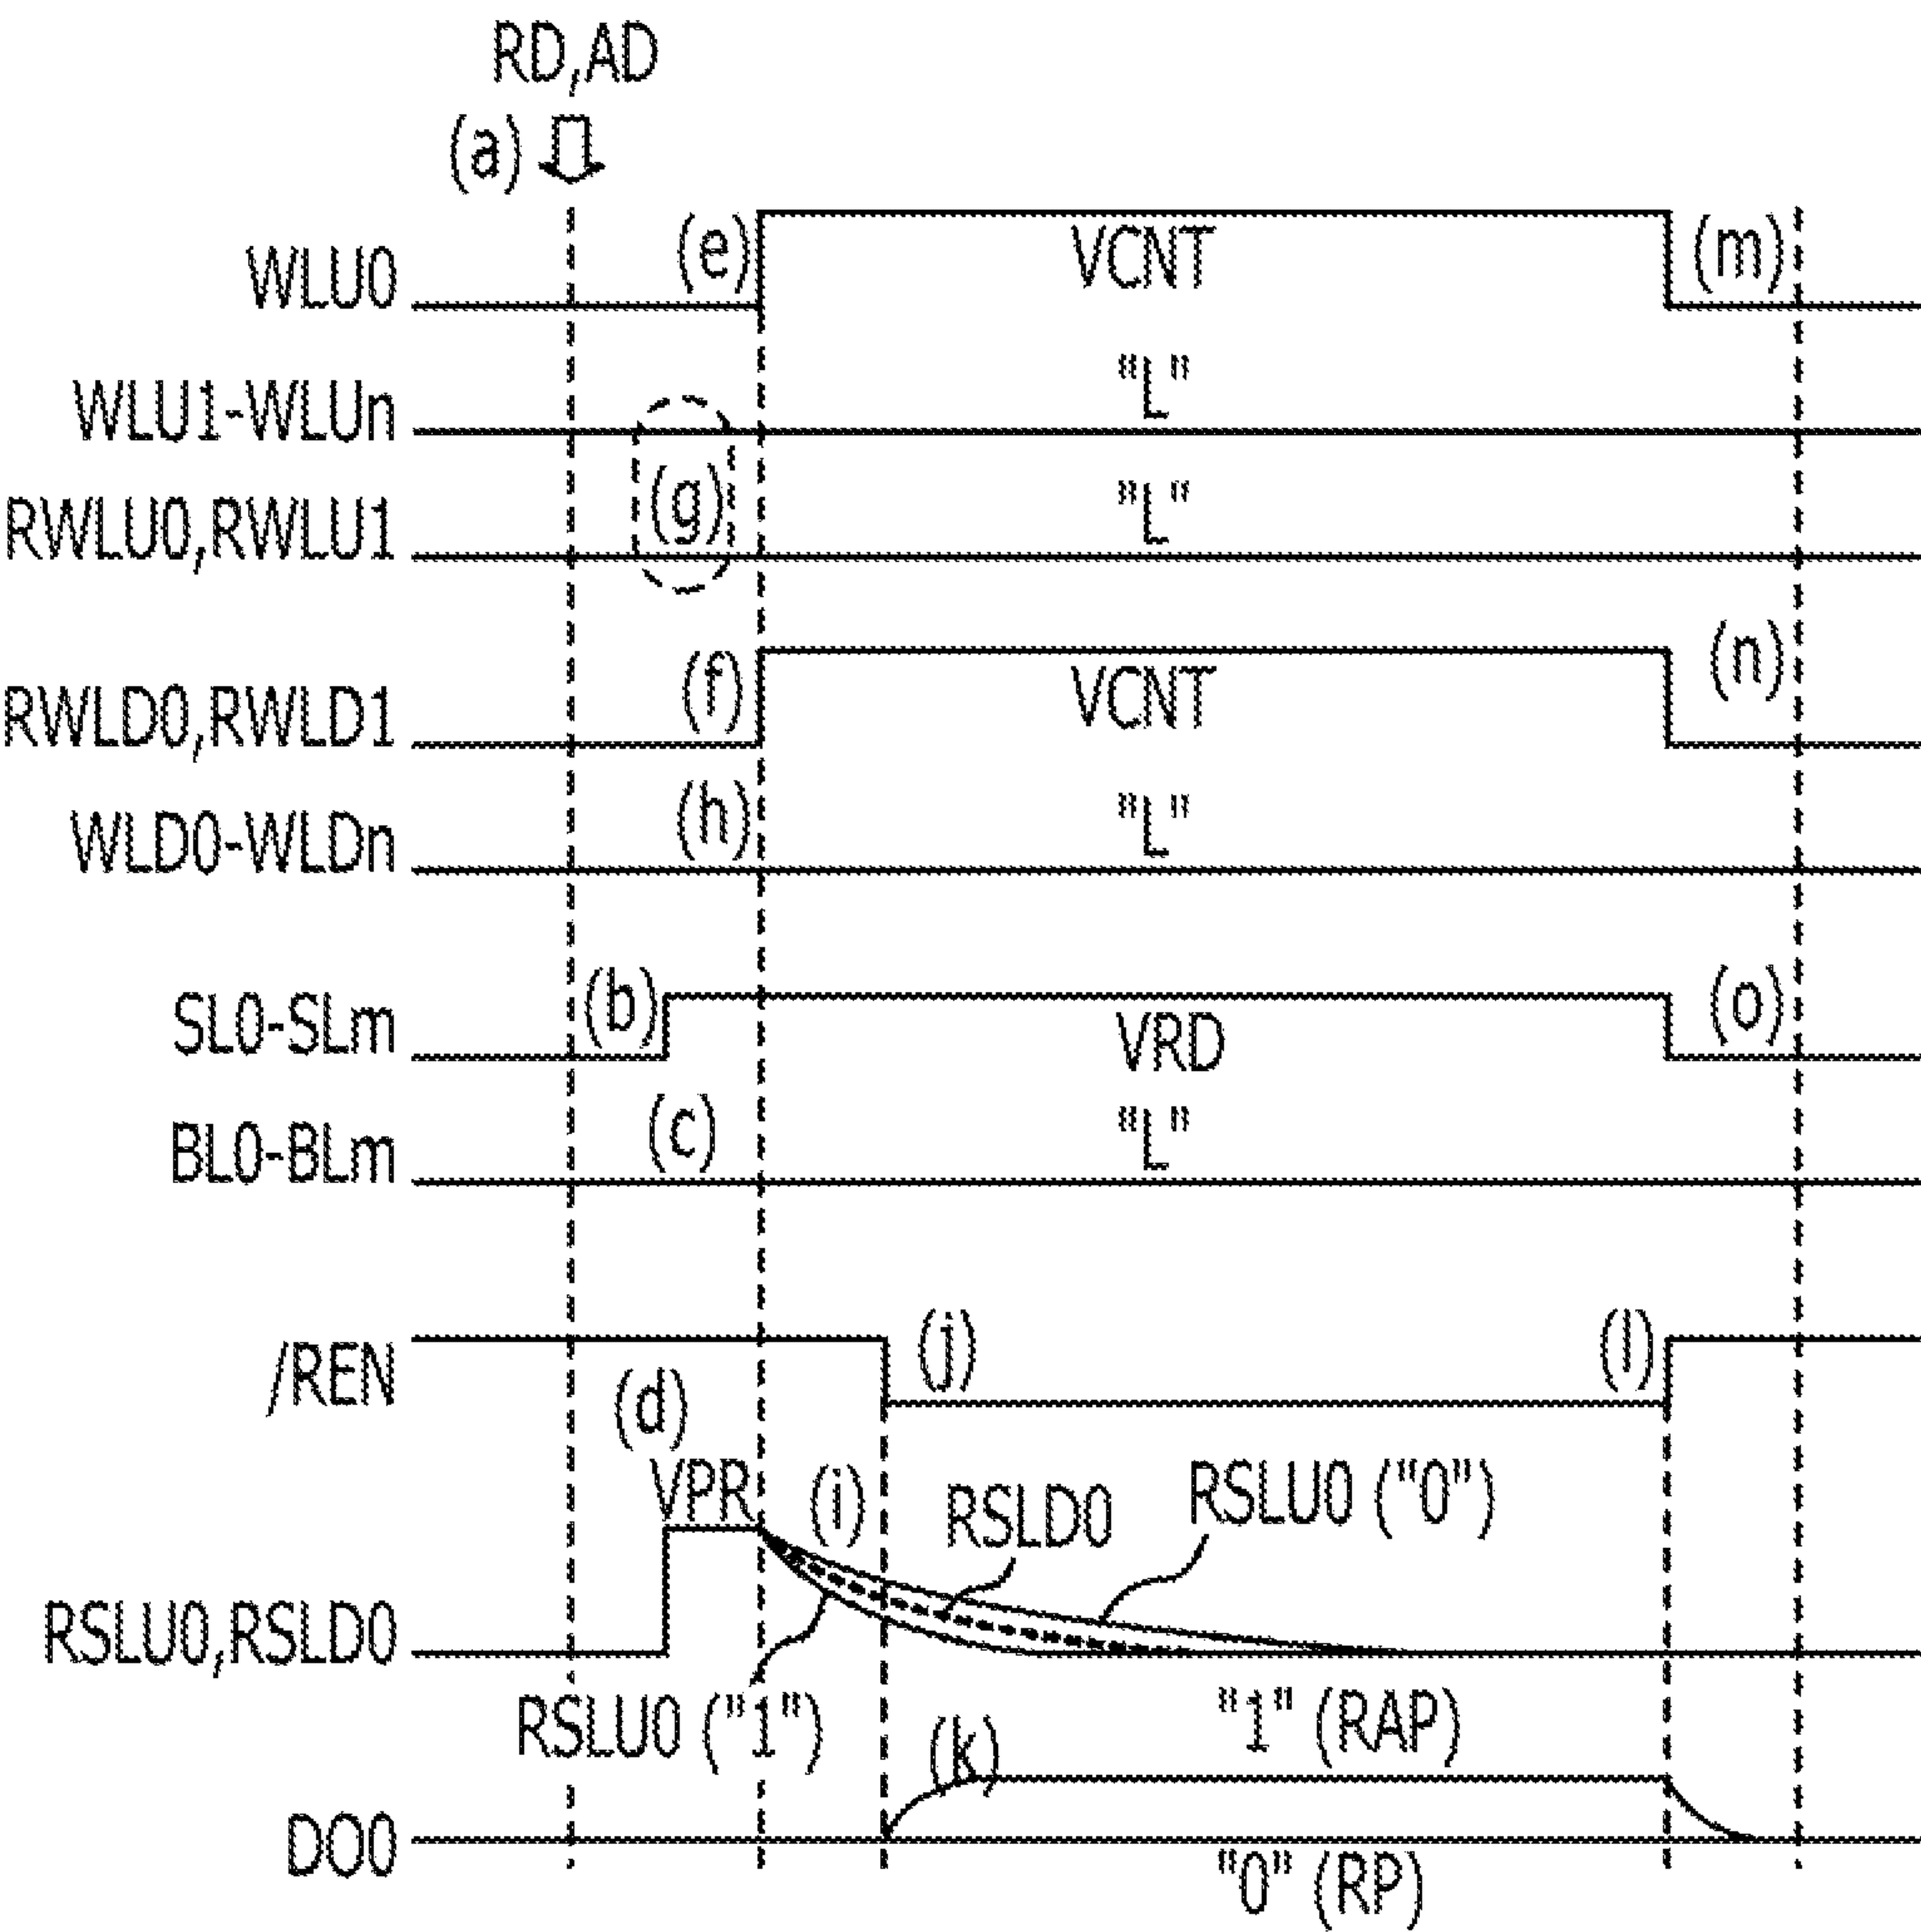 RD,AD
(a)
WLU0
(e)
VCNT
(m)
WLU1-WLUn
"L"
(g)
RWLU0,RWLU1
"L"
RWLD0,RWLD1
(f)
VCNT
(n)
WLD0-WLDn
(h)
"L"
SL0-SLm
(b)
VRD
(o)
BL0-BLm
(c)
"L"
/REN
(j)
(l)
(d)
VPR
(i)
RSLD0
RSLU0 ("0")
RSLU0,RSLD0
RSLU0 ("1")
"1" (RAP)
(k)
DO0
"0" (RP)